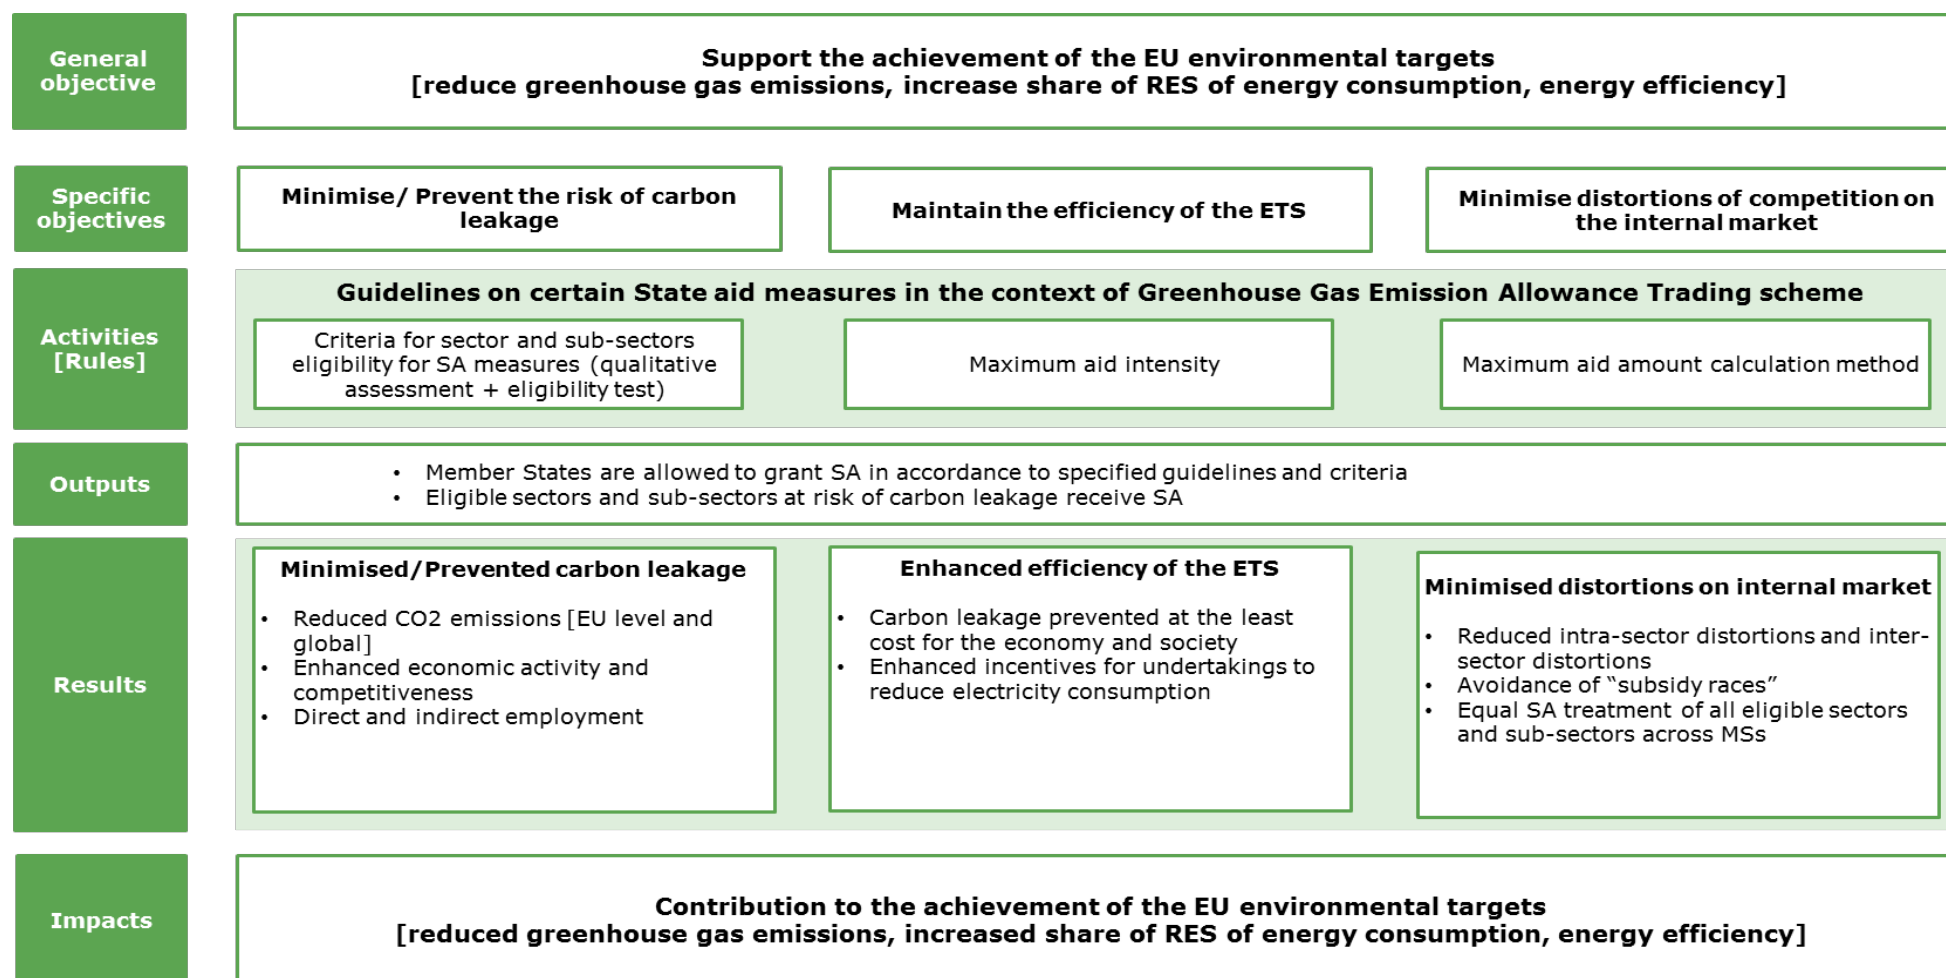 General
objective
Support the achievement of the EU environmental targets
[reduce greenhouse gas emissions, increase share of RES of energy consumption, energy efficiency]
Specific
objectives
Minimise/ Prevent the risk of carbon
leakage
Maintain the efficiency of the ETS
Minimise distortions of competition on
the internal market
Activities
[Rules]
Guidelines on certain State aid measures in the context of Greenhouse Gas Emission Allowance Trading scheme
Criteria for sector and sub-sectors
eligibility for SA measures (qualitative
assessment + eligibility test)
Maximum aid intensity
Maximum aid amount calculation method
Outputs
• Member States are allowed to grant SA in accordance to specified guidelines and criteria
• Eligible sectors and sub-sectors at risk of carbon leakage receive SA
Results
Minimised/Prevented carbon leakage
• Reduced CO2 emissions [EU level and
global]
• Enhanced economic activity and
competitiveness
• Direct and indirect employment
Enhanced efficiency of the ETS
• Carbon leakage prevented at the least
cost for the economy and society
• Enhanced incentives for undertakings to
reduce electricity consumption
Minimised distortions on internal market
• Reduced intra-sector distortions and inter-
sector distortions
• Avoidance of “subsidy races”
• Equal SA treatment of all eligible sectors
and sub-sectors across MSs
Impacts
Contribution to the achievement of the EU environmental targets
[reduced greenhouse gas emissions, increased share of RES of energy consumption, energy efficiency]